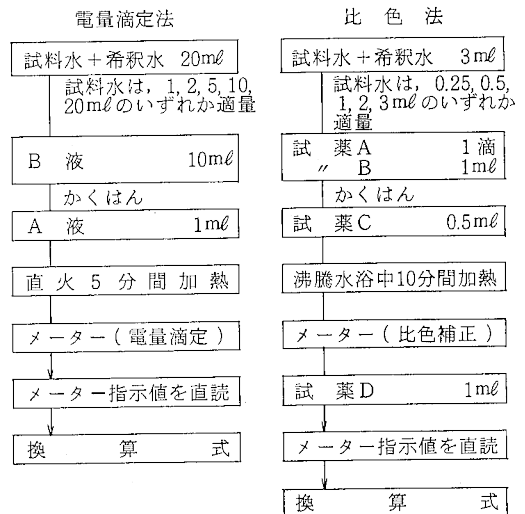 電量滴定法
試料水＋希釈水 20mℓ
試料水は，1, 2, 5, 10,
20mℓのいずれか適量
B 液 10mℓ
かくはん
A 液 1mℓ
直火5分間加熱
メーター(電量滴定)
メーター指示値を直読
換算式
比色法
試料水＋希釈水 3mℓ
試料水は，0.25, 0.5,
1, 2, 3mℓのいずれか
適量
試薬A 1滴
〃 B 1mℓ
かくはん
試薬C 0.5mℓ
沸騰水浴中10分間加熱
メーター(比色補正)
試薬D 1mℓ
メーター指示値を直読
換算式